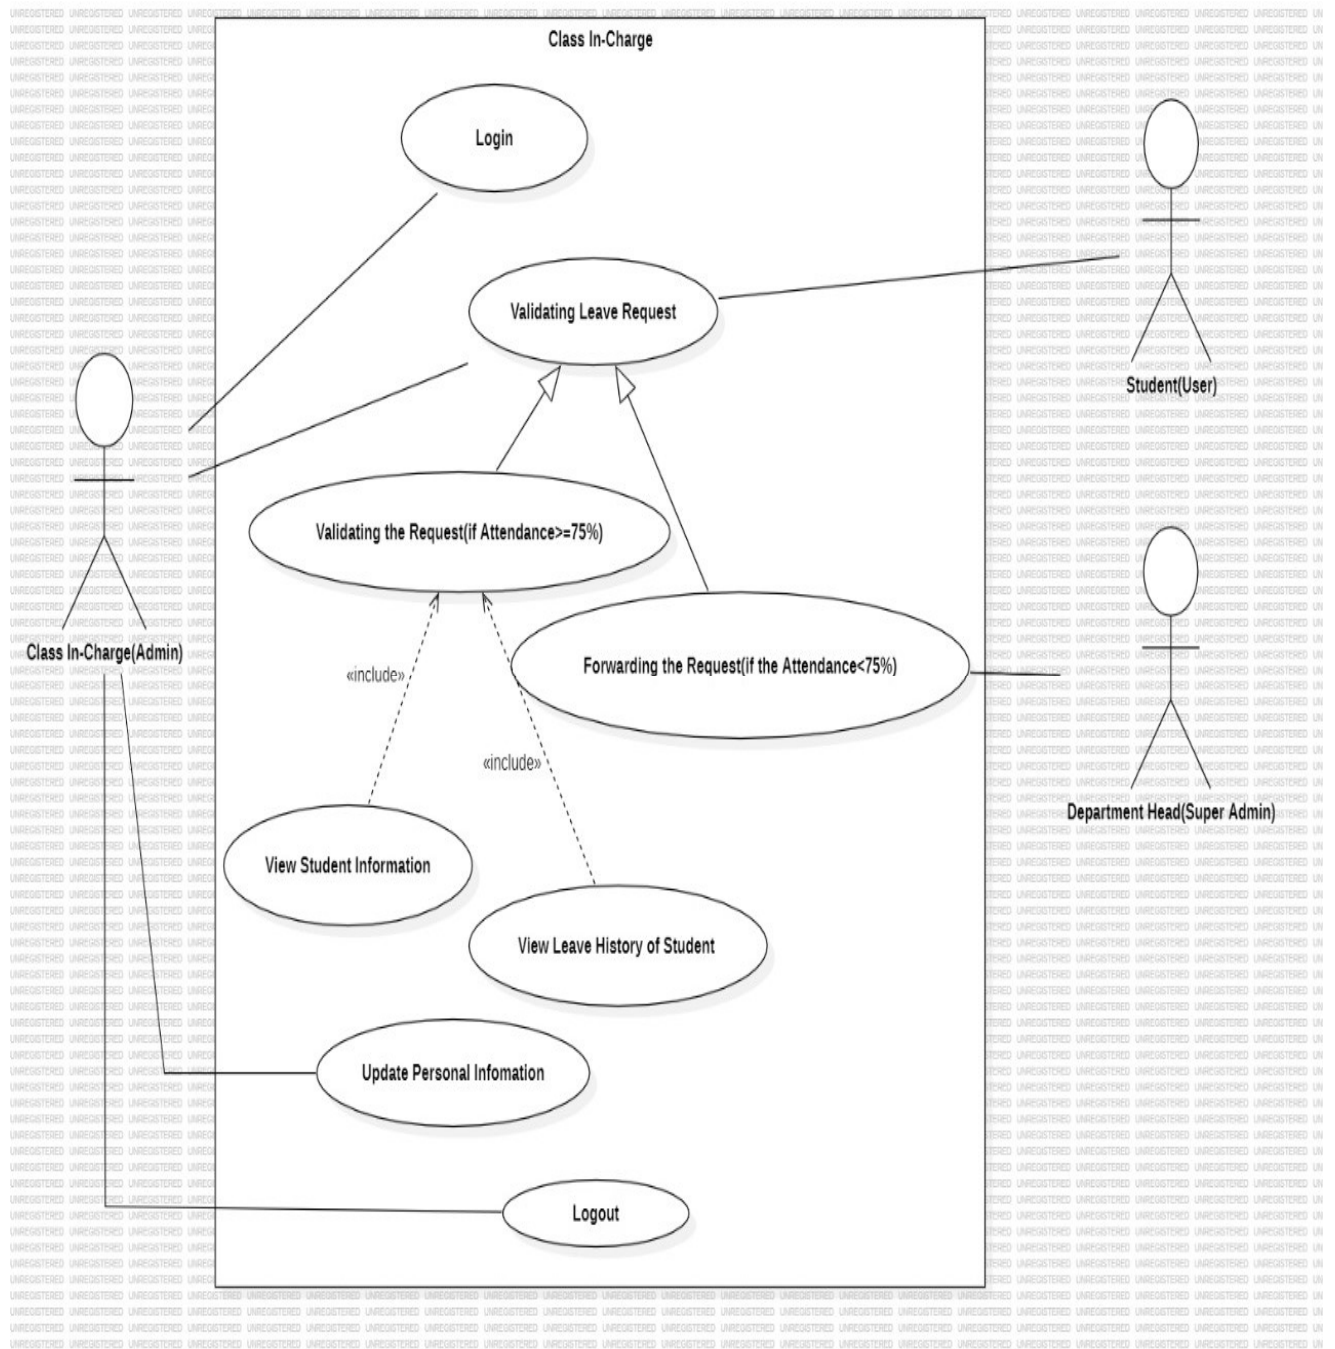 Class In-Charge
Login
Validating Leave Request
Student(User)
Validating the Request(if Attendance>=75%)
Class In-Charge(Admin)
Forwarding the Request(if the Attendance<75%)
«include»
«include»
Department Head(Super Admin)
View Student Information
View Leave History of Student
Update Personal Infomation
Logout
UNREGISTERED